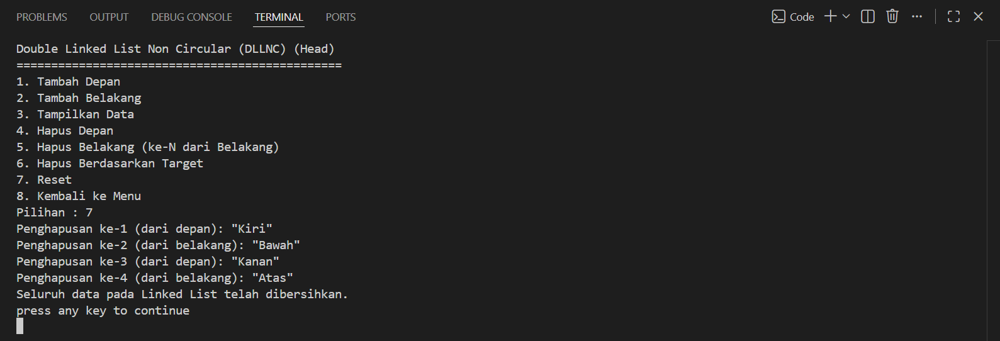 PROBLEMS OUTPUT DEBUG CONSOLE TERMINAL PORTS Code
Double Linked List Non Circular (DLLNC) (Head)
===============================================
1. Tambah Depan
2. Tambah Belakang
3. Tampilkan Data
4. Hapus Depan
5. Hapus Belakang (ke-N dari Belakang)
6. Hapus Berdasarkan Target
7. Reset
8. Kembali ke Menu
Pilihan : 7
Penghapusan ke-1 (dari depan): "Kiri"
Penghapusan ke-2 (dari belakang): "Bawah"
Penghapusan ke-3 (dari depan): "Kanan"
Penghapusan ke-4 (dari belakang): "Atas"
Seluruh data pada Linked List telah dibersihkan.
press any key to continue